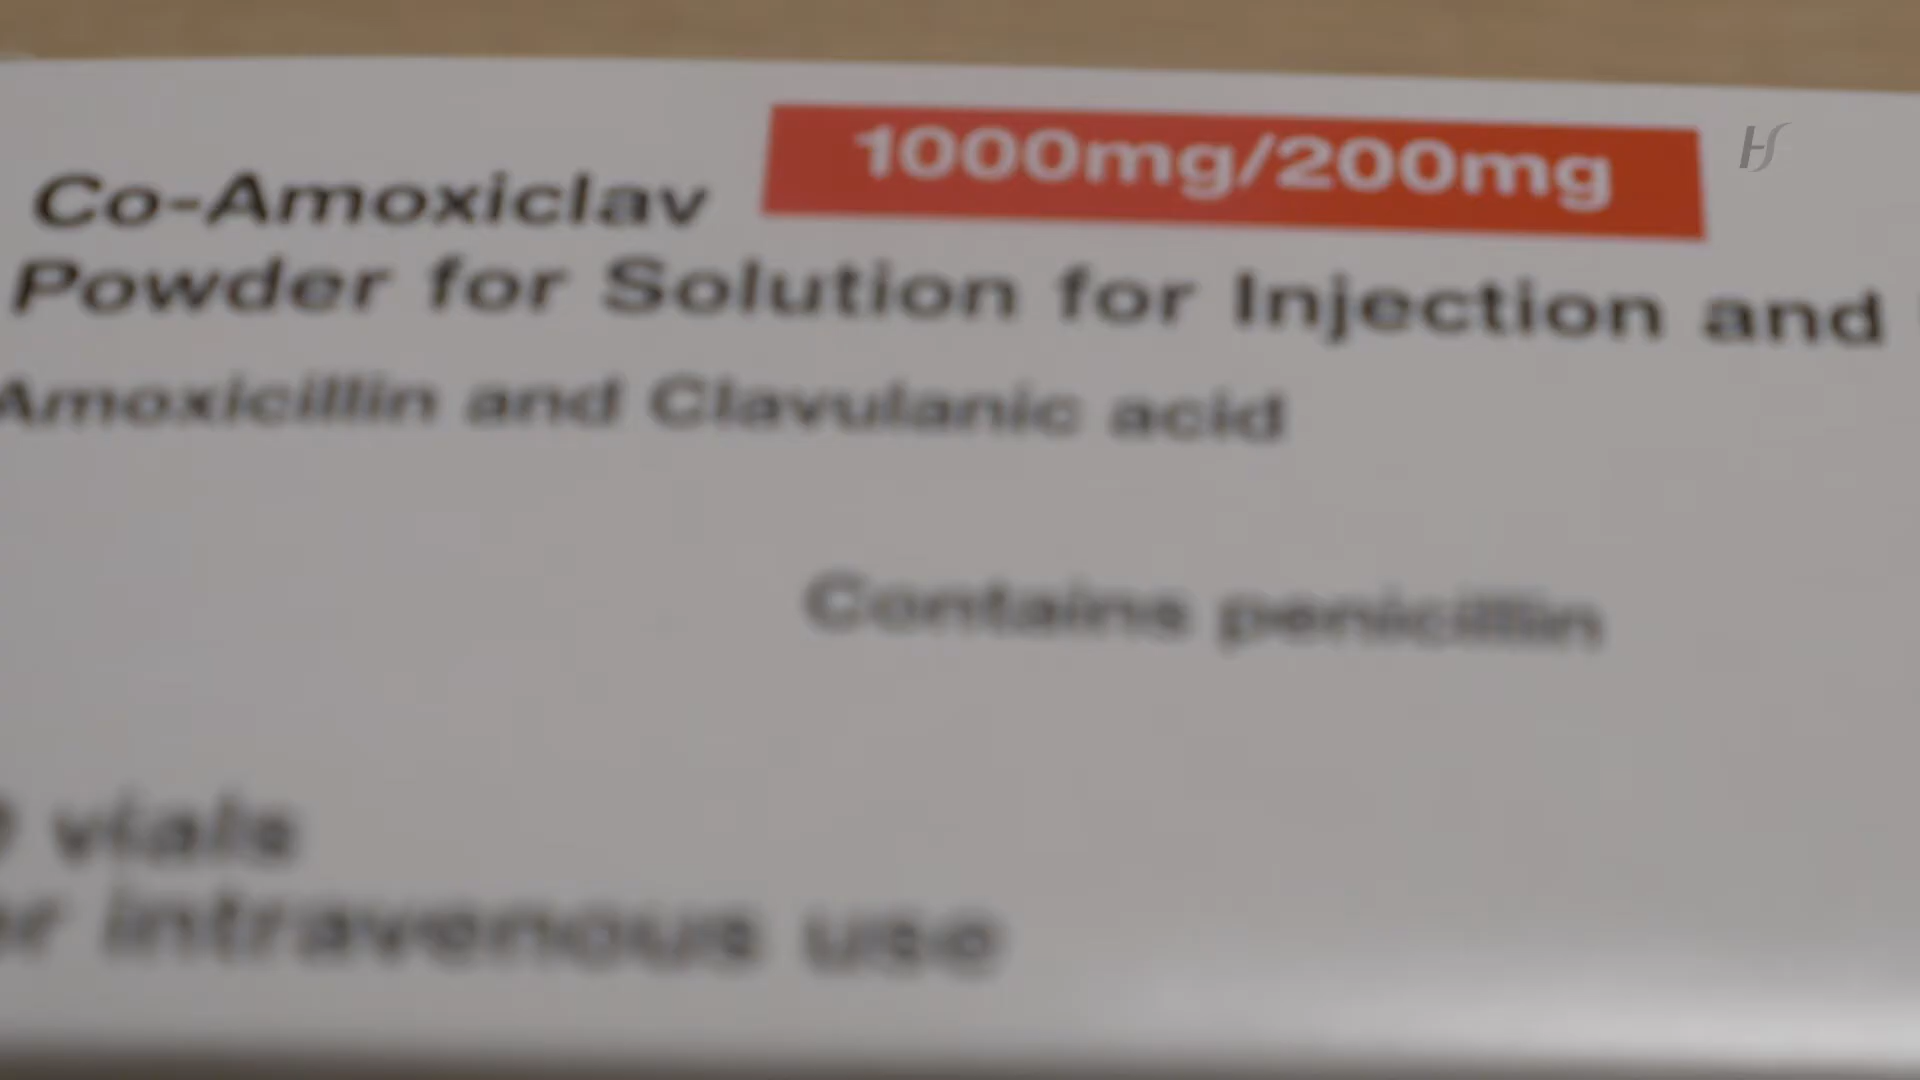 Co-Amoxiclav 1000mg/200mg
Powder for Solution for Injection and
Amoxicillin and Clavulanic acid
Contains penicillin
vials
intravenous use